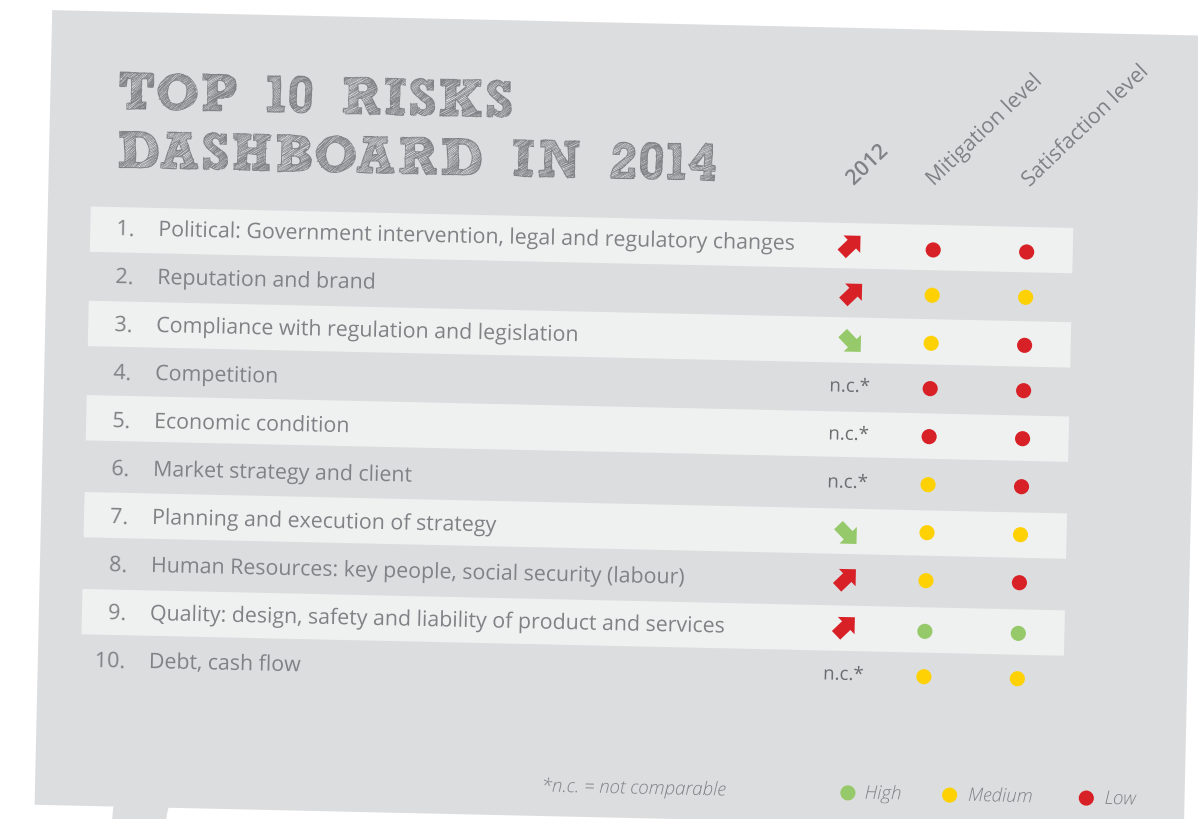 TOP 10 RISKS
DASHBOARD IN 2014
2012
Mitigation level
Satisfaction level
1. Political: Government intervention, legal and regulatory changes
2. Reputation and brand
3. Compliance with regulation and legislation
4. Competition n.c.*
5. Economic condition n.c.*
6. Market strategy and client n.c.*
7. Planning and execution of strategy
8. Human Resources: key people, social security (labour)
9. Quality: design, safety and liability of product and services
10. Debt, cash flow n.c.*
*n.c. = not comparable High Medium Low